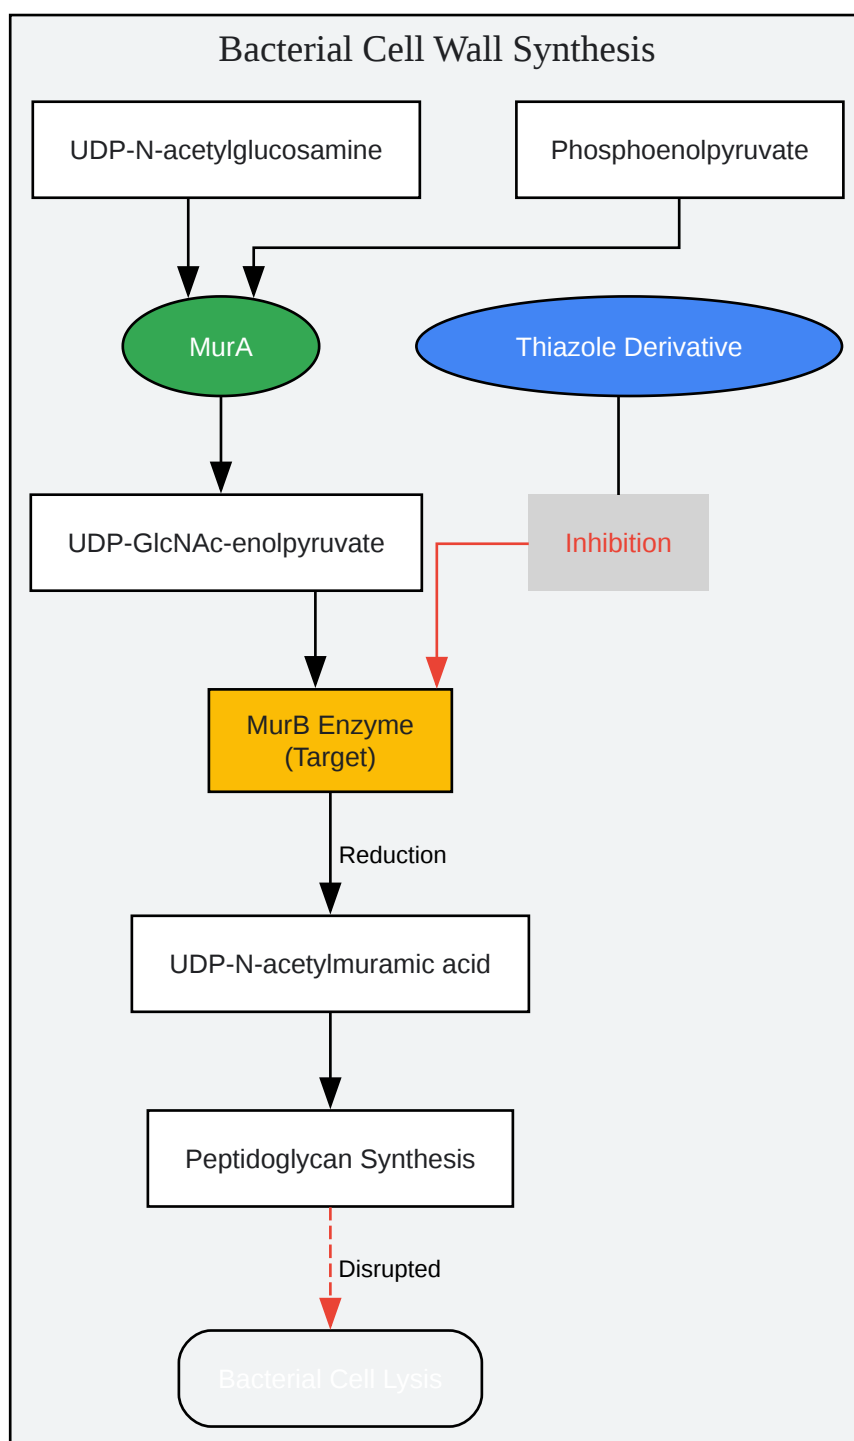 Bacterial Cell Wall Synthesis
UDP-N-acetylglucosamine
Phosphoenolpyruvate
MurA
Thiazole Derivative
UDP-GlcNAc-enolpyruvate
Inhibition
MurB Enzyme
(Target)
Reduction
UDP-N-acetylmuramic acid
Peptidoglycan Synthesis
Disrupted
Bacterial Cell Lysis